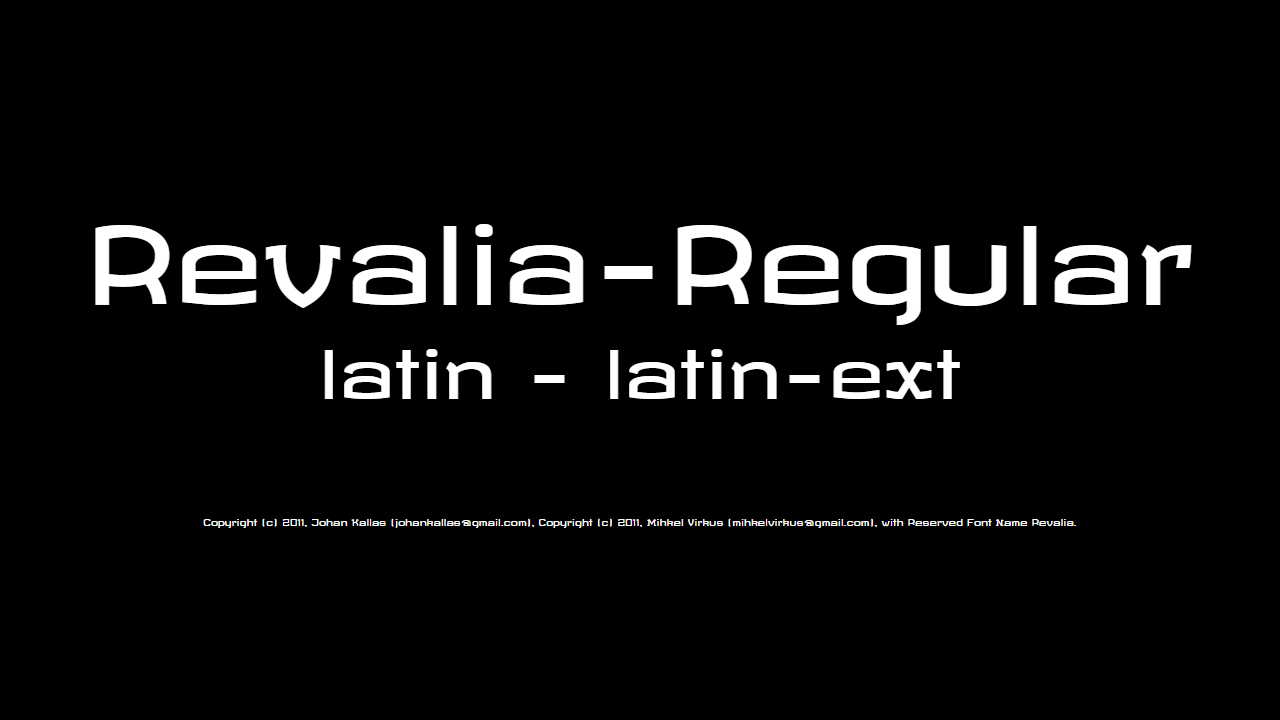 Revalia-Regular
latin - latin-ext
Copyright (c) 2011, Johan Kallas (johankallas@gmail.com), Copyright (c) 2011, Mihkel Virkus (mihkelvirkus@gmail.com), with Reserved Font Name Revalia.